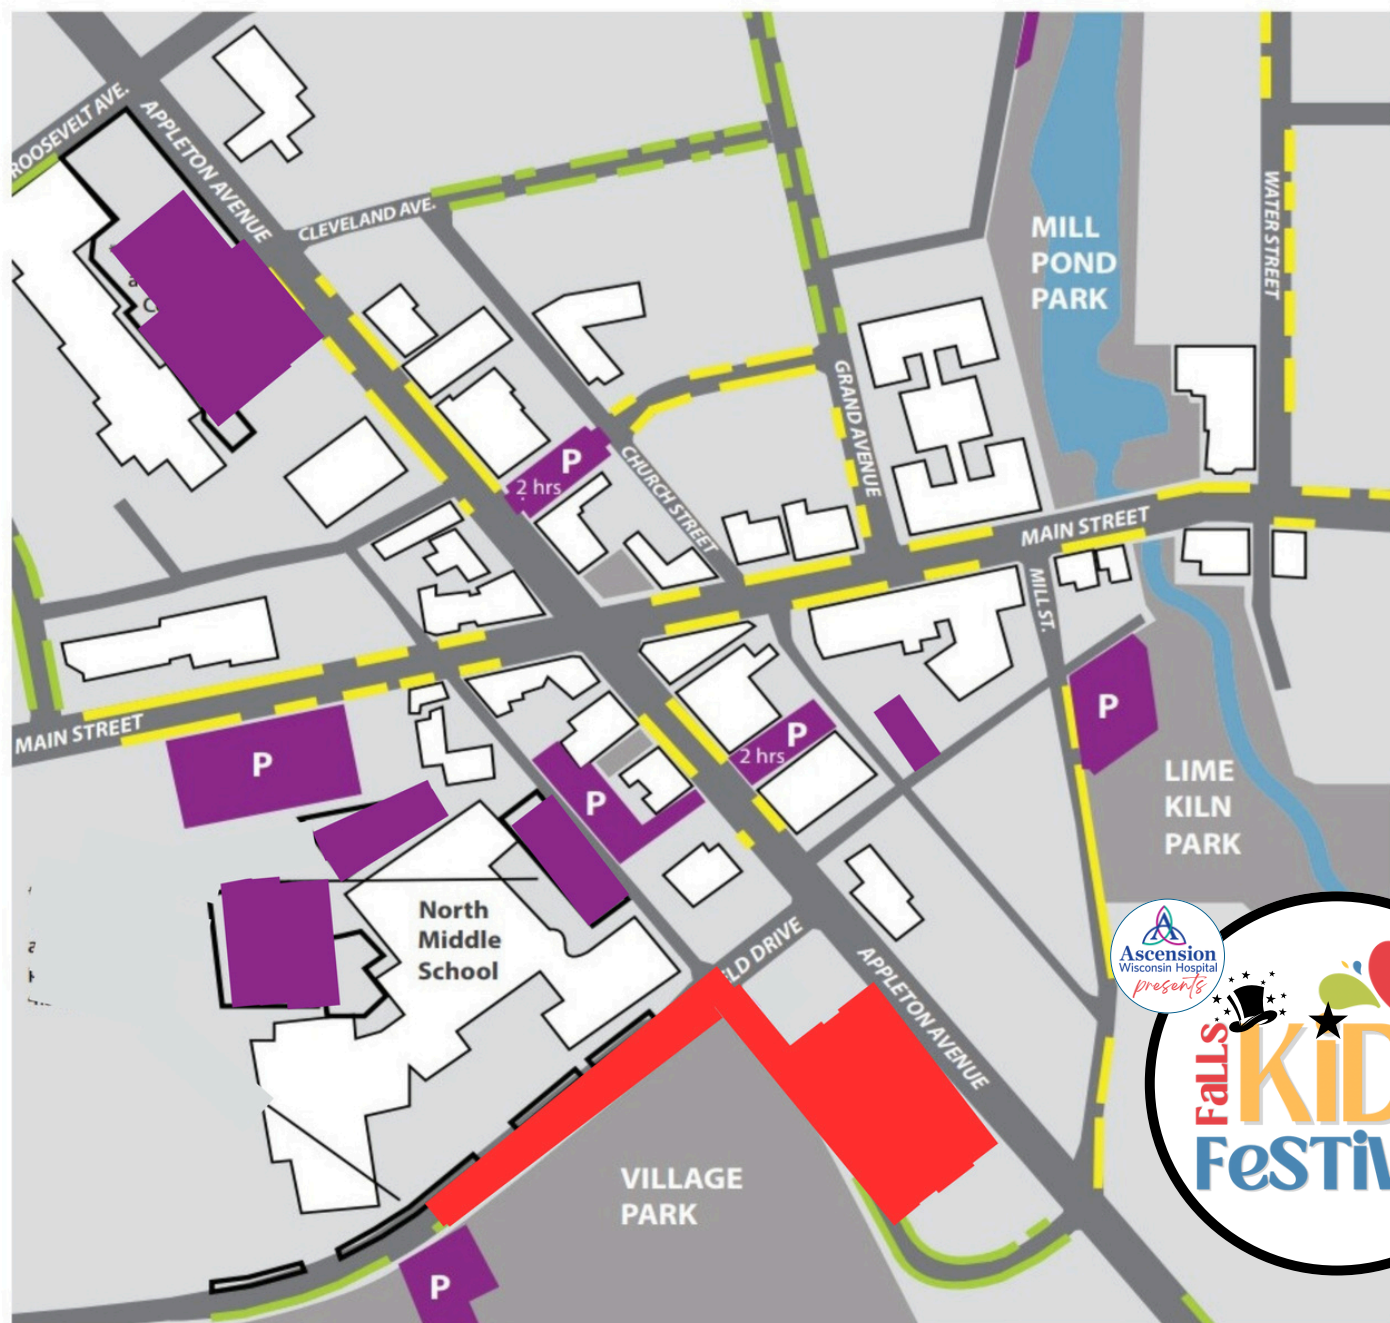 ROOSEVELT AVE.
APPLETON AVENUE
CLEVELAND AVE.
MILL
POND
PARK
WATER STREET
GRAND AVENUE
P
2 hrs
CHURCH STREET
MAIN STREET
MILL ST.
MAIN STREET
P
P
2 hrs
P
P
LIME
KILN
PARK
North
Middle
School
APPLETON AVENUE
DRIVE
VILLAGE
PARK
P
Ascension
Wisconsin Hospital
presents
FaLLS
KiD
FeSTiV